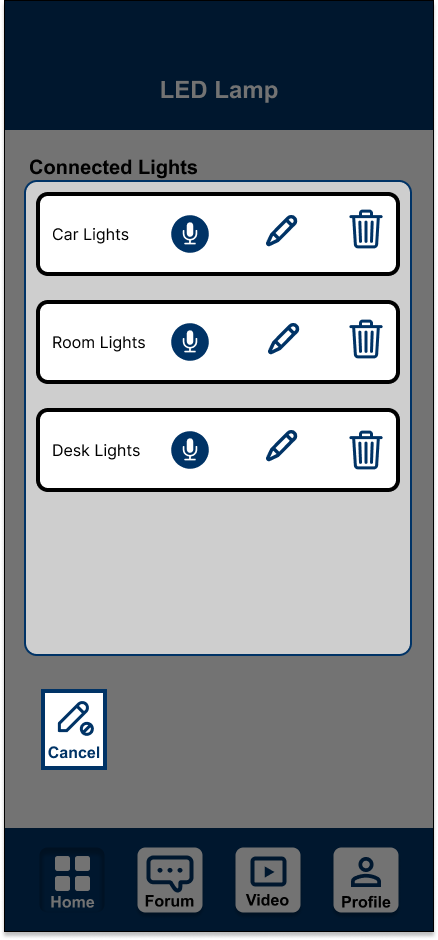 LED Lamp
Connected Lights
Car Lights
Room Lights
Desk Lights
Cancel
Home
Forum
Video
Profile